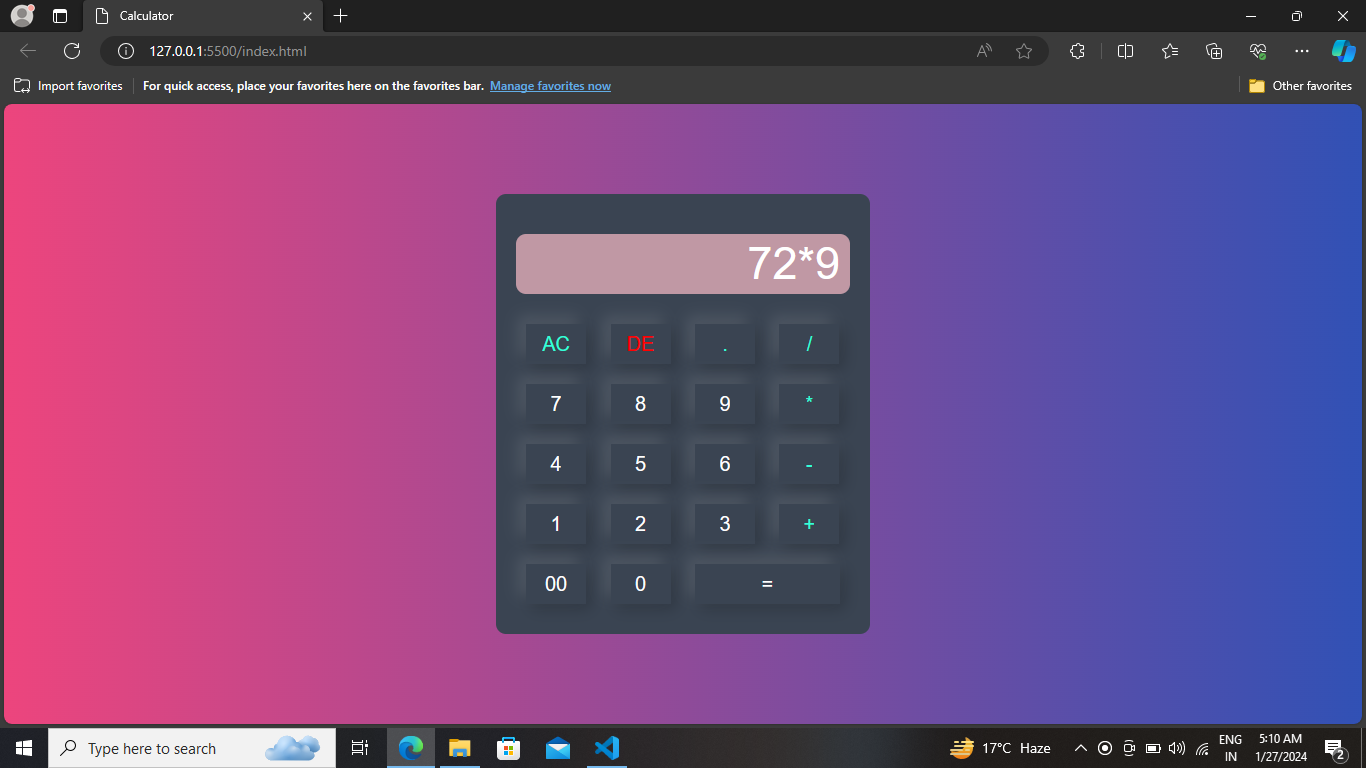 Calculator
127.0.0.1:5500/index.html
Import favorites For quick access, place your favorites here on the favorites bar. Manage favorites now Other favorites
72*9
AC DE . /
7 8 9 *
4 5 6 -
1 2 3 +
00 0 =
Type here to search 17°C Haze ENG IN 5:10 AM 1/27/2024 2